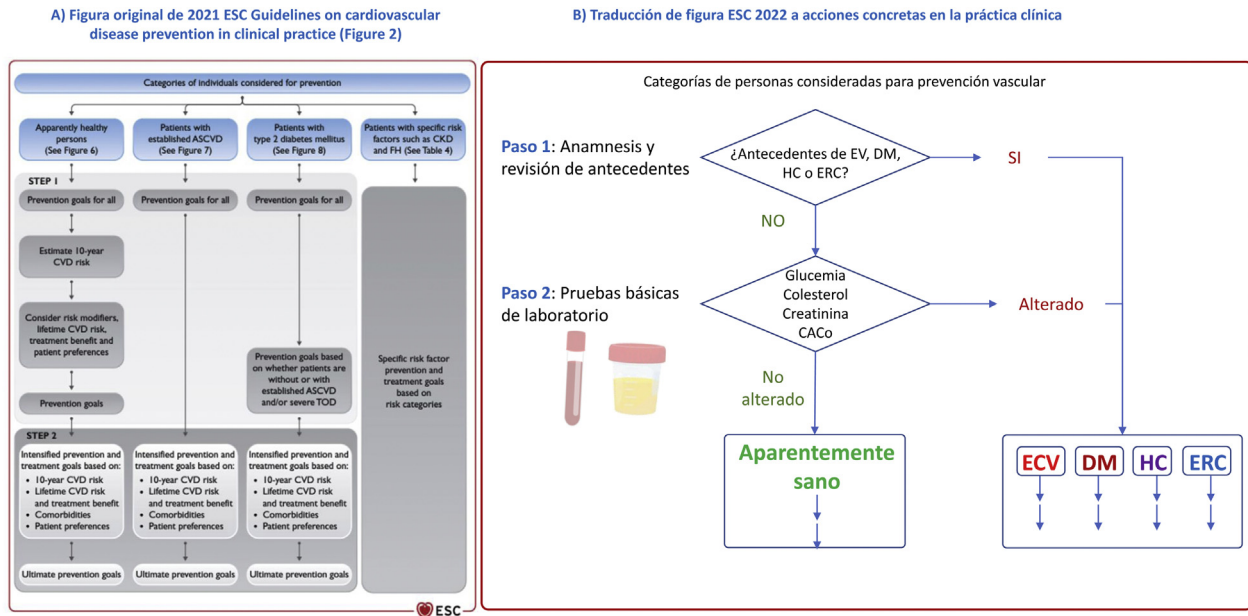 A) Figura original de 2021 ESC Guidelines on cardiovascular
disease prevention in clinical practice (Figure 2)
Categories of individuals considered for prevention
Apparently healthy
persons
(See Figure 6)
Patients with
established ASCVD
(See Figure 7)
Patients with
type 2 diabetes mellitus
(See Figure 8)
Patients with specific risk
factors such as CKD
and FH (See Table 4)
STEP 1
Prevention goals for all
Prevention goals for all
Prevention goals for all
Estimate 10-year
CVD risk
Consider risk modifiers,
lifetime CVD risk,
treatment benefit and
patient preferences
Prevention goals
Prevention goals based
on whether patients are
without or with
established ASCVD
and/or severe TOD
Specific risk factor
prevention and
treatment goals
based on
risk categories
STEP 2
Intensified prevention and
treatment goals based on:
• 10-year CVD risk
• Lifetime CVD risk
and treatment benefit
• Comorbidities
• Patient preferences
Intensified prevention and
treatment goals based on:
• 10-year CVD risk
• Lifetime CVD risk
and treatment benefit
• Comorbidities
• Patient preferences
Intensified prevention and
treatment goals based on:
• 10-year CVD risk
• Lifetime CVD risk
and treatment benefit
• Comorbidities
• Patient preferences
Ultimate prevention goals
Ultimate prevention goals
Ultimate prevention goals
ESC
B) Traducción de figura ESC 2022 a acciones concretas en la práctica clínica
Categorías de personas consideradas para prevención vascular
Paso 1: Anamnesis y
revisión de antecedentes
¿Antecedentes de EV, DM,
HC o ERC?
SI
NO
Paso 2: Pruebas básicas
de laboratorio
Glucemia
Colesterol
Creatinina
CACo
Alterado
No
alterado
Aparentemente
sano
ECV
DM
HC
ERC